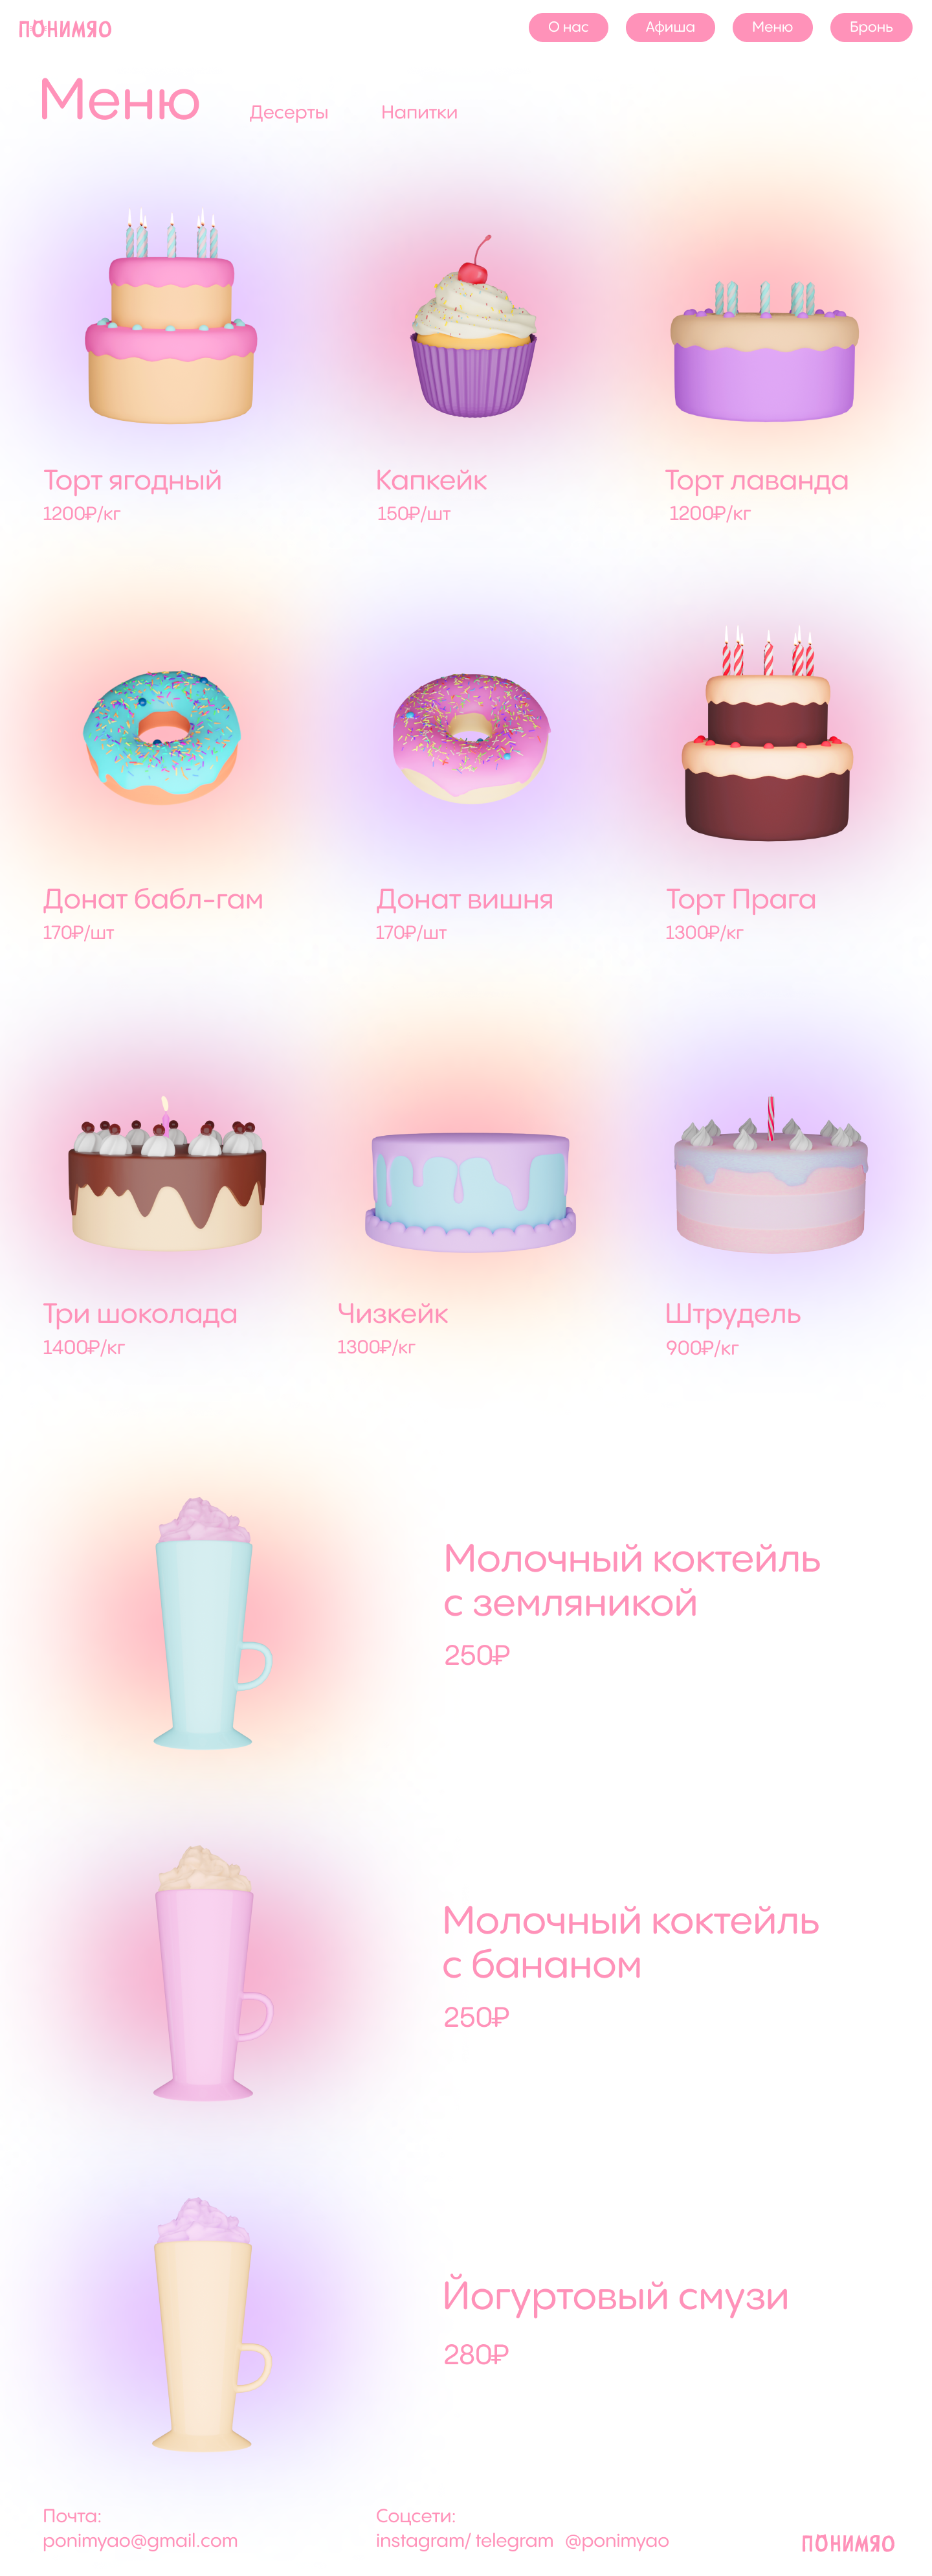 ПОНИМЯО
О нас
Афиша
Меню
Бронь
Меню
Десерты
Напитки
Торт ягодный
1200₽/кг
Капкейк
150₽/шт
Торт лаванда
1200₽/кг
Донат бабл-гам
170₽/шт
Донат вишня
170₽/шт
Торт Прага
1300₽/кг
Три шоколада
1400₽/кг
Чизкейк
1300₽/кг
Штрудель
900₽/кг
Молочный коктейль
с земляникой
250₽
Молочный коктейль
с бананом
250₽
Йогуртовый смузи
280₽
Почта:
ponimyao@gmail.com
Соцсети:
instagram/ telegram @ponimyao
ПОНИМЯО